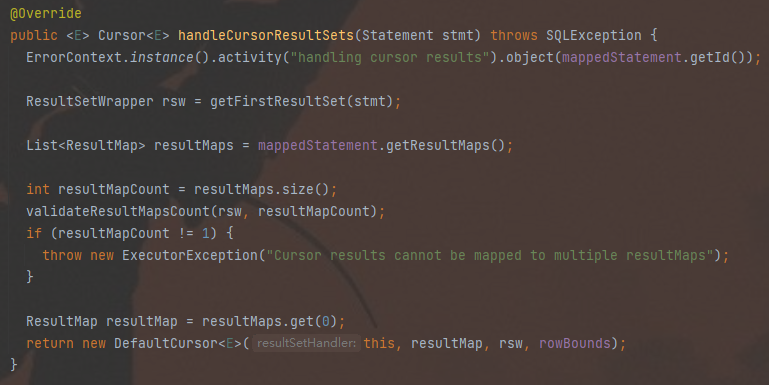 @Override
public <E> Cursor<E> handleCursorResultSets(Statement stmt) throws SQLException {
ErrorContext.instance().activity("handling cursor results").object(mappedStatement.getId());
ResultSetWrapper rsw = getFirstResultSet(stmt);
List<ResultMap> resultMaps = mappedStatement.getResultMaps();
int resultMapCount = resultMaps.size();
validateResultMapsCount(rsw, resultMapCount);
if (resultMapCount != 1) {
throw new ExecutorException("Cursor results cannot be mapped to multiple resultMaps");
}
ResultMap resultMap = resultMaps.get(0);
return new DefaultCursor<E>( resultSetHandler: this, resultMap, rsw, rowBounds);
}